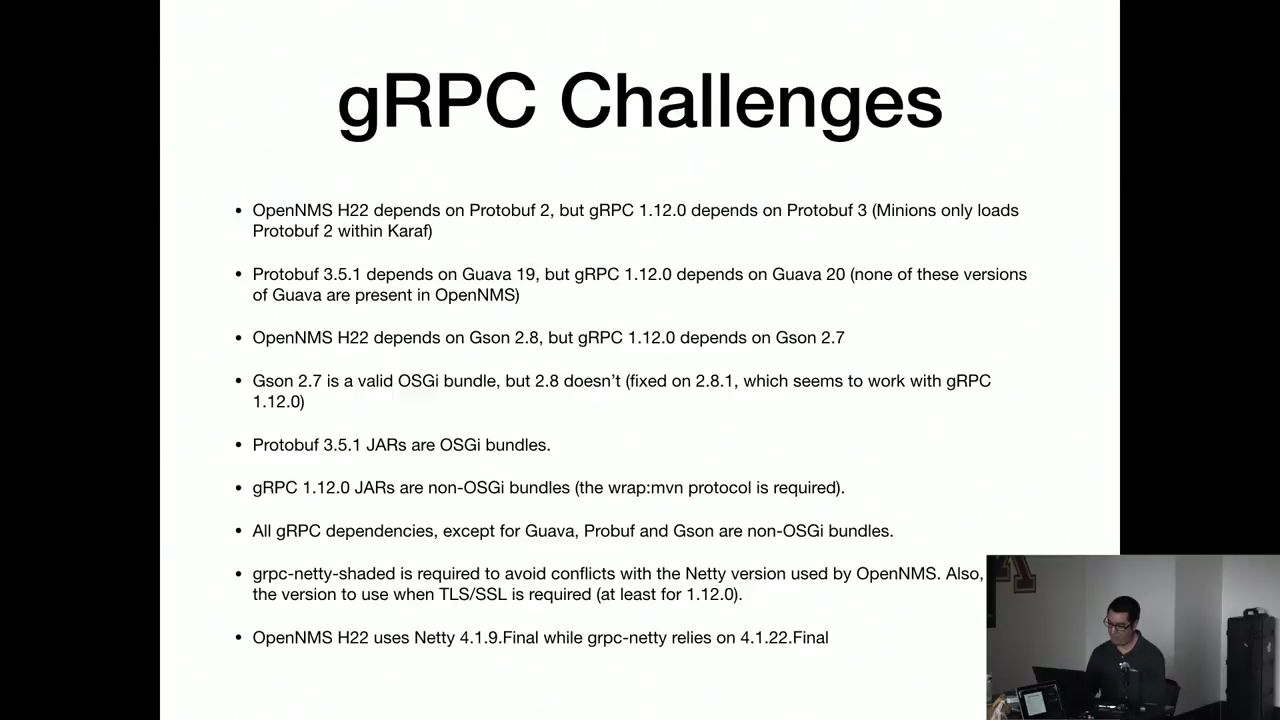 gRPC Challenges
• OpenNMS H22 depends on Protobuf 2, but gRPC 1.12.0 depends on Protobuf 3 (Minions only loads
Protobuf 2 within Karaf)
• Protobuf 3.5.1 depends on Guava 19, but gRPC 1.12.0 depends on Guava 20 (none of these versions
of Guava are present in OpenNMS)
• OpenNMS H22 depends on Gson 2.8, but gRPC 1.12.0 depends on Gson 2.7
• Gson 2.7 is a valid OSGi bundle, but 2.8 doesn’t (fixed on 2.8.1, which seems to work with gRPC
1.12.0)
• Protobuf 3.5.1 JARs are OSGi bundles.
• gRPC 1.12.0 JARs are non-OSGi bundles (the wrap:mvn protocol is required).
• All gRPC dependencies, except for Guava, Probuf and Gson are non-OSGi bundles.
• grpc-netty-shaded is required to avoid conflicts with the Netty version used by OpenNMS. Also,
the version to use when TLS/SSL is required (at least for 1.12.0).
• OpenNMS H22 uses Netty 4.1.9.Final while grpc-netty relies on 4.1.22.Final